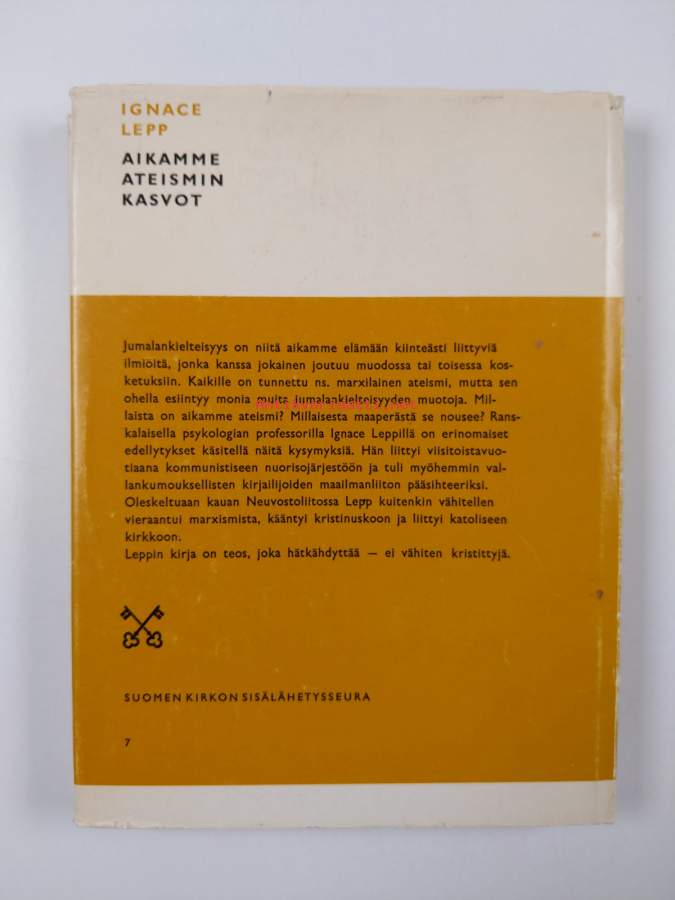 IGNACE
LEPP
AIKAMME
ATEISMIN
KASVOT
Jumalankielteisyys on niitä aikamme elämään kiinteästi liittyviä
ilmiöitä, jonka kanssa jokainen joutuu muodossa tai toisessa kos-
ketuksiin. Kaikille on tunnettu ns. marxilainen ateismi, mutta sen
ohella esiintyy monia muita jumalankielteisyyden muotoja. Mil-
laista on aikamme ateismi? Millaisesta maaperästä se nousee? Rans-
kalaisella psykologian professorilla Ignace Leppillä on erinomaiset
edellytykset käsitellä näitä kysymyksiä. Hän liittyi viisitoistavuo-
tiaana kommunistiseen nuorisojärjestöön ja tuli myöhemmin val-
lankumouksellisten kirjailijoiden maailmanliiton pääsihteeriksi.
Oleskeltuaan kauan Neuvostoliitossa Lepp kuitenkin vähitellen
vieraantui marxismista, kääntyi kristinuskoon ja liittyi katoliseen
kirkkoon.
Leppin kirja on teos, joka hätkähdyttää — ei vähiten kristittyjä.
SUOMEN KIRKON SISÄLÄHETYSSEURA
7